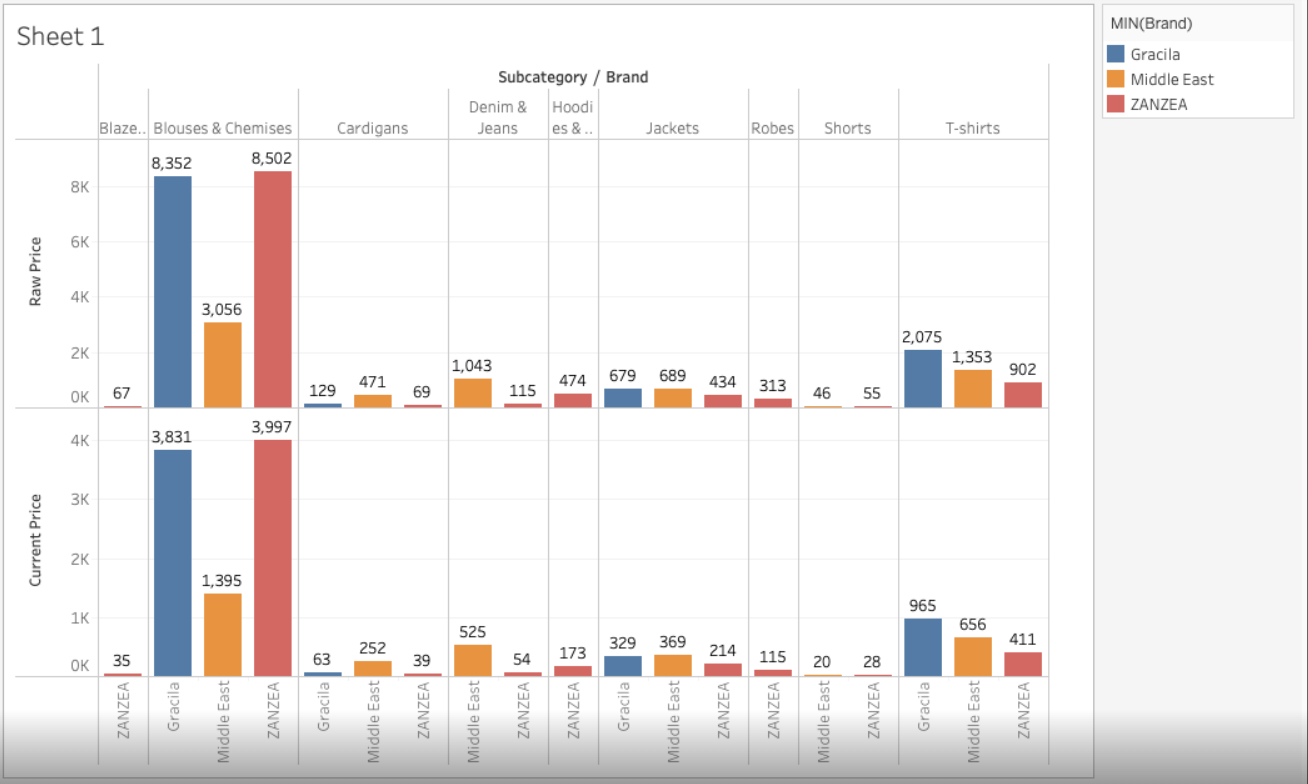 Sheet 1
MIN(Brand)
Gracila
Middle East
ZANZEA
Subcategory / Brand
Blaze.. Blouses & Chemises Cardigans Denim & Jeans Hoodi es & .. Jackets Robes Shorts T-shirts
Raw Price
8K
6K
4K
2K
0K
67 8,352 3,056 8,502 129 471 69 1,043 115 474 679 689 434 313 46 55 2,075 1,353 902
Current Price
4K
3K
2K
1K
0K
35 3,831 1,395 3,997 63 252 39 525 54 173 329 369 214 115 20 28 965 656 411
ZANZEA Gracila Middle East ZANZEA Gracila Middle East ZANZEA Middle East ZANZEA ZANZEA Gracila Middle East ZANZEA ZANZEA Middle East ZANZEA Gracila Middle East ZANZEA